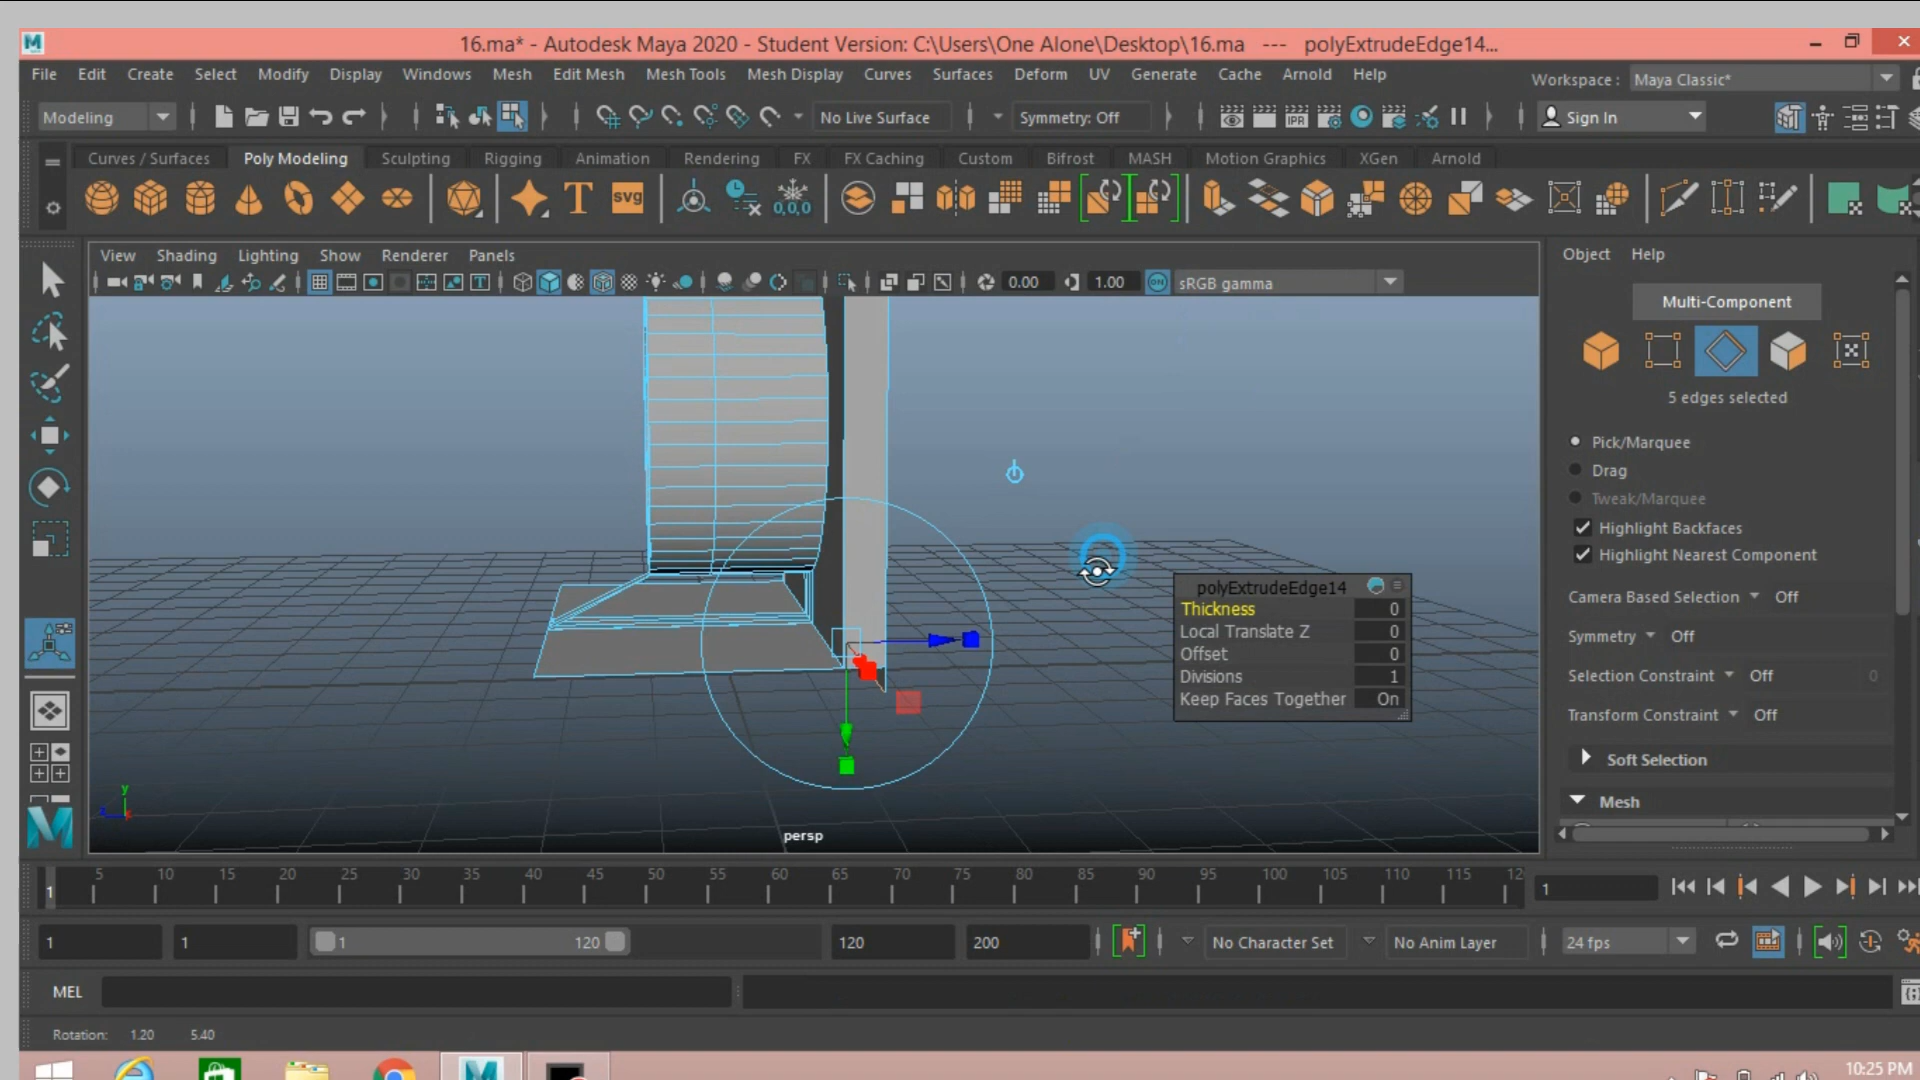 16.ma* - Autodesk Maya 2020 - Student Version: C:\Users\One Alone\Desktop\16.ma --- polyExtrudeEdge14...
File Edit Create Select Modify Display Windows Mesh Edit Mesh Mesh Tools Mesh Display Curves Surfaces Deform UV Generate Cache Arnold Help
Workspace : Maya Classic*
Modeling No Live Surface Symmetry: Off IPR Sign In
Curves / Surfaces Poly Modeling Sculpting Rigging Animation Rendering FX FX Caching Custom Bifrost MASH Motion Graphics XGen Arnold
T SVG 0,0,0
View Shading Lighting Show Renderer Panels
0.00 1.00 ON sRGB gamma
Object Help
Multi-Component
5 edges selected
Pick/Marquee
Drag
Tweak/Marquee
Highlight Backfaces
Highlight Nearest Component
Camera Based Selection Off
Symmetry Off
Selection Constraint Off 0
Transform Constraint Off
Soft Selection
Mesh
polyExtrudeEdge14
Thickness 0
Local Translate Z 0
Offset 0
Divisions 1
Keep Faces Together On
y
z
persp
1 5 10 15 20 25 30 35 40 45 50 55 60 65 70 75 80 85 90 95 100 105 110 115 12
1
1 1 1 120 120 200 No Character Set No Anim Layer 24 fps
MEL
Rotation: 1.20 5.40
10:25 PM